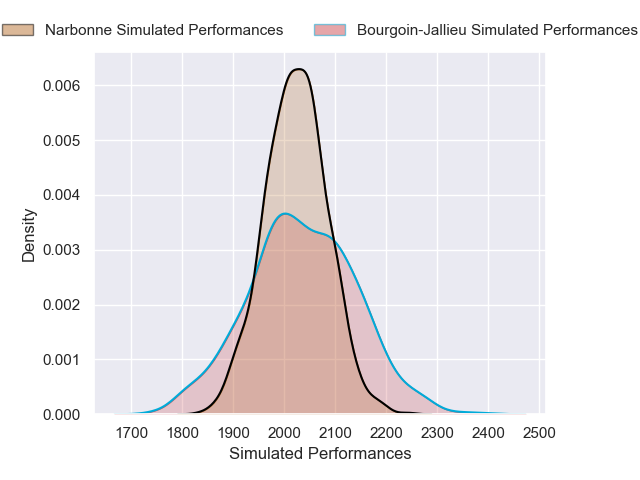 Narbonne Simulated Performances
Bourgoin-Jallieu Simulated Performances
0.006
0.005
0.004
0.003
0.002
0.001
0.000
Density
1700 1800 1900 2000 2100 2200 2300 2400 2500
Simulated Performances